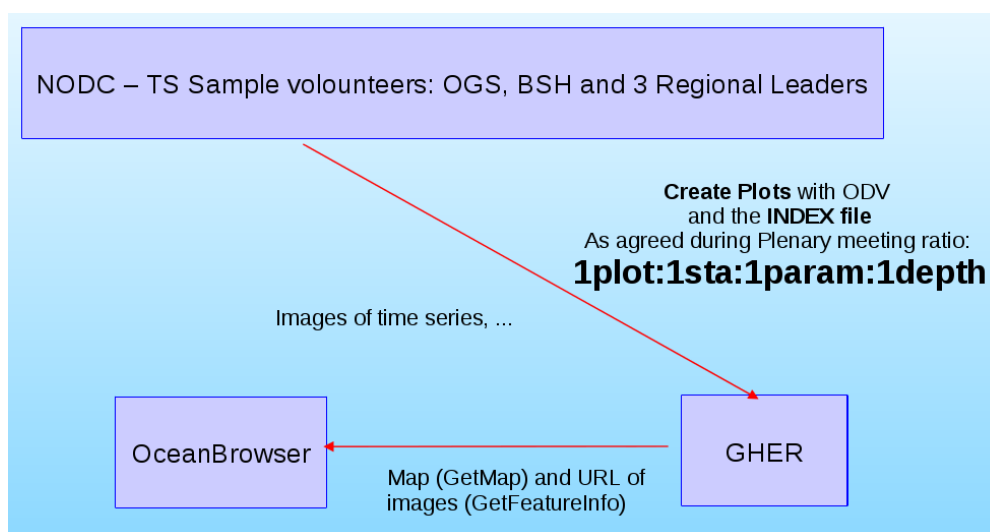 NODC – TS Sample volounteers: OGS, BSH and 3 Regional Leaders
Create Plots with ODV
and the INDEX file
As agreed during Plenary meeting ratio:
1plot:1sta:1param:1depth
Images of time series, ...
OceanBrowser
GHER
Map (GetMap) and URL of
images (GetFeatureInfo)